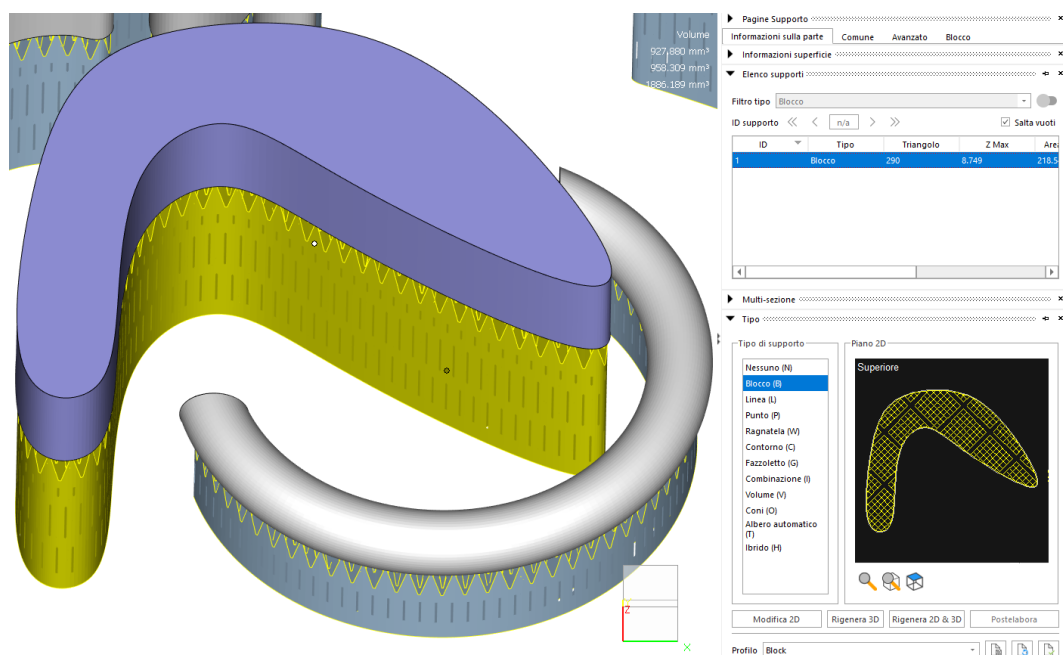 Volume
927,880 mm³
958.309 mm³
1886.189 mm³
Z
X
Pagine Supporto
Informazioni sulla parte Comune Avanzato Blocco
Informazioni superficie
Elenco supporti
Filtro tipo Blocco
ID supporto n/a Salta vuoti
ID Tipo Triangolo Z Max Area
1 Blocco 290 8.749 218.5
Multi-sezione
Tipo
Tipo di supporto
Nessuno (N)
Blocco (B)
Linea (L)
Punto (P)
Ragnatela (W)
Contorno (C)
Fazzoletto (G)
Combinazione (I)
Volume (V)
Coni (O)
Albero automatico
(T)
Ibrido (H)
Piano 2D
Superiore
Modifica 2D Rigenera 3D Rigenera 2D & 3D Postelabora
Profilo Block